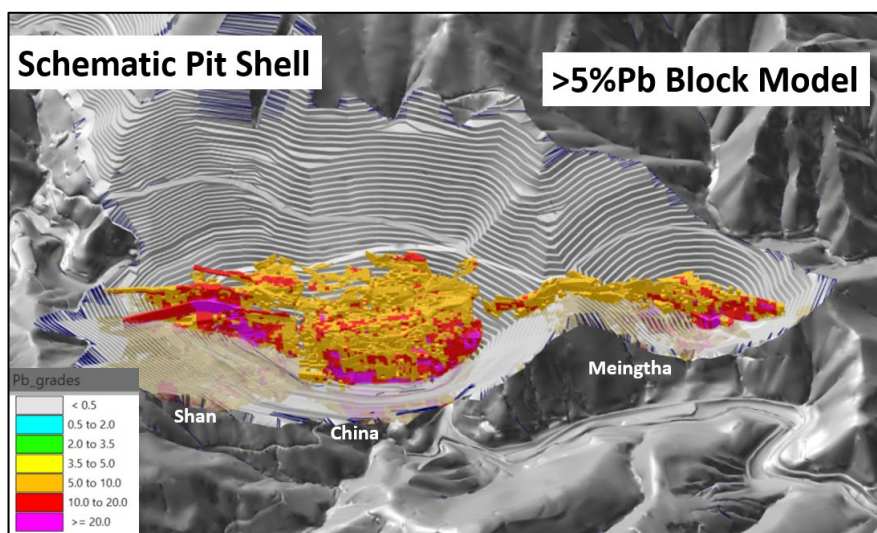 Schematic Pit Shell
>5%Pb Block Model
Meingtha
Shan
China
Pb_grades
< 0.5
0.5 to 2.0
2.0 to 3.5
3.5 to 5.0
5.0 to 10.0
10.0 to 20.0
>= 20.0